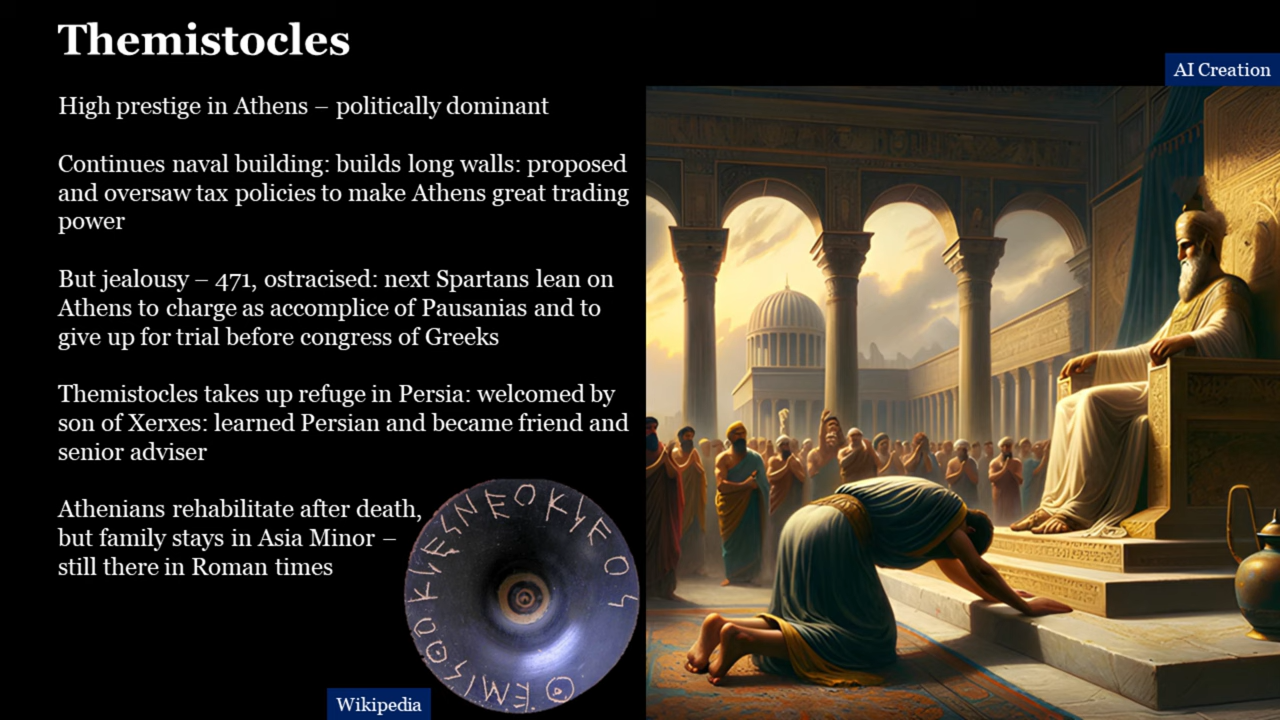 Themistocles
AI Creation
High prestige in Athens – politically dominant
Continues naval building: builds long walls: proposed
and oversaw tax policies to make Athens great trading
power
But jealousy – 471, ostracised: next Spartans lean on
Athens to charge as accomplice of Pausanias and to
give up for trial before congress of Greeks
Themistocles takes up refuge in Persia: welcomed by
son of Xerxes: learned Persian and became friend and
senior adviser
Athenians rehabilitate after death,
but family stays in Asia Minor –
still there in Roman times
Wikipedia